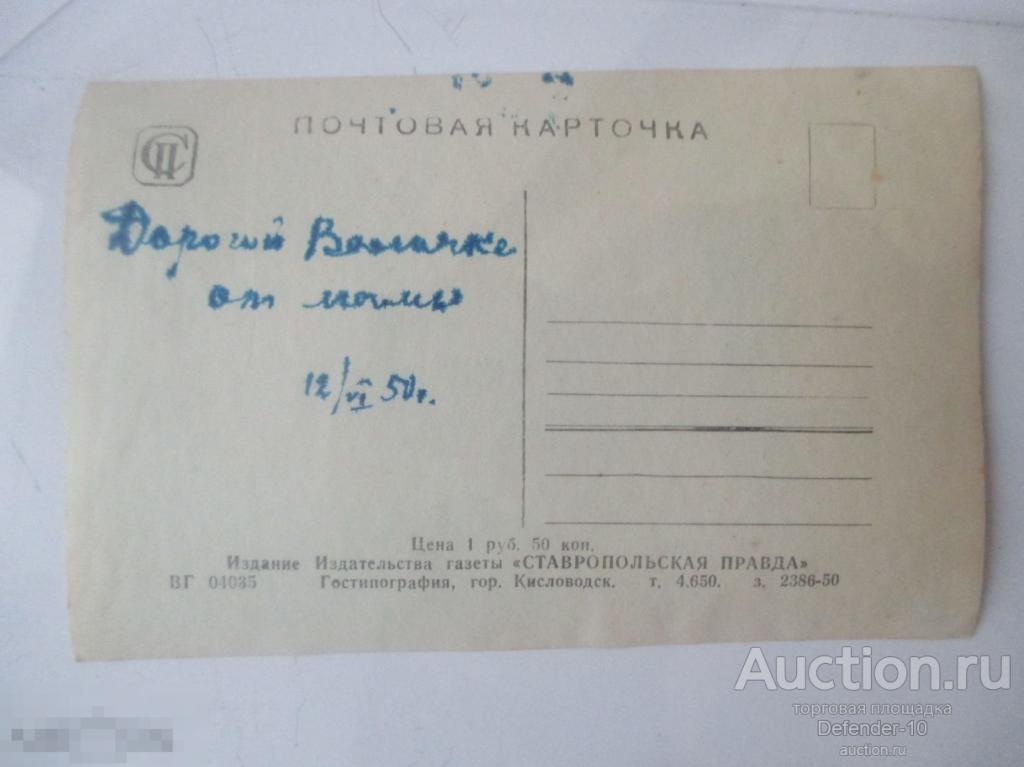 ПОЧТОВАЯ КАРТОЧКА
СП
Дорогой
от мамы
12/VI 50г.
Цена 1 руб. 50 коп.
Издание Издательства газеты «СТАВРОПОЛЬСКАЯ ПРАВДА»
ВГ 04035 Гостипография, гор. Кисловодск. т. 4.650. з. 2386-50
Auction.ru
торговая площадка
Defender-10
auction.ru